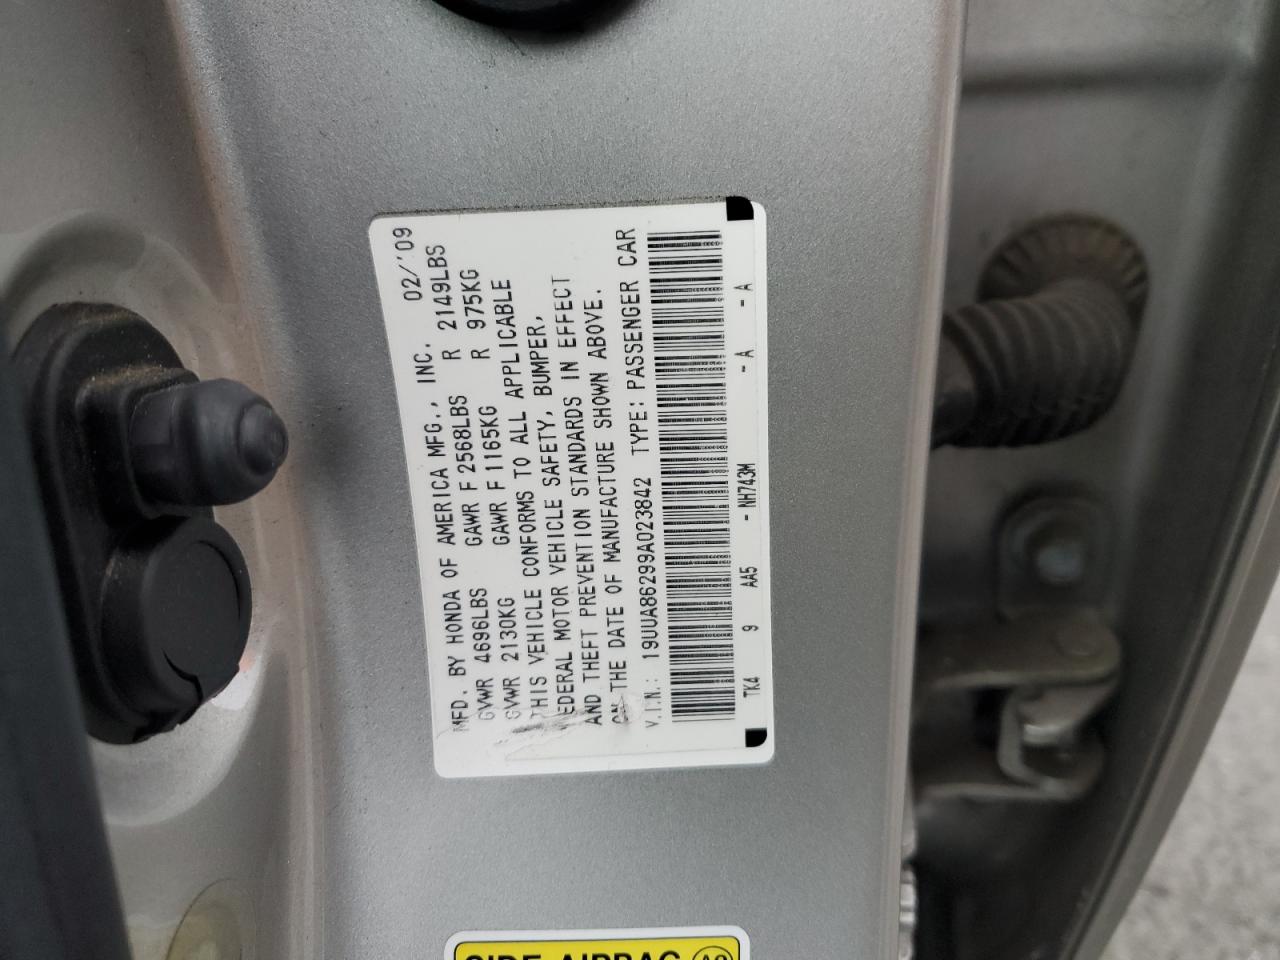 MFD. BY HONDA OF AMERICA MFG., INC. 02/'09
GVWR 4696LBS GAWR F 2568LBS R 2149LBS
GVWR 2130KG GAWR F 1165KG R 975KG
THIS VEHICLE CONFORMS TO ALL APPLICABLE
FEDERAL MOTOR VEHICLE SAFETY, BUMPER,
AND THEFT PREVENTION STANDARDS IN EFFECT
ON THE DATE OF MANUFACTURE SHOWN ABOVE.
V.I.N.: 19UUA86299A023842 TYPE: PASSENGER CAR
TK4 9 AA5 - NH743M - A - A
SIDE AIRBAG